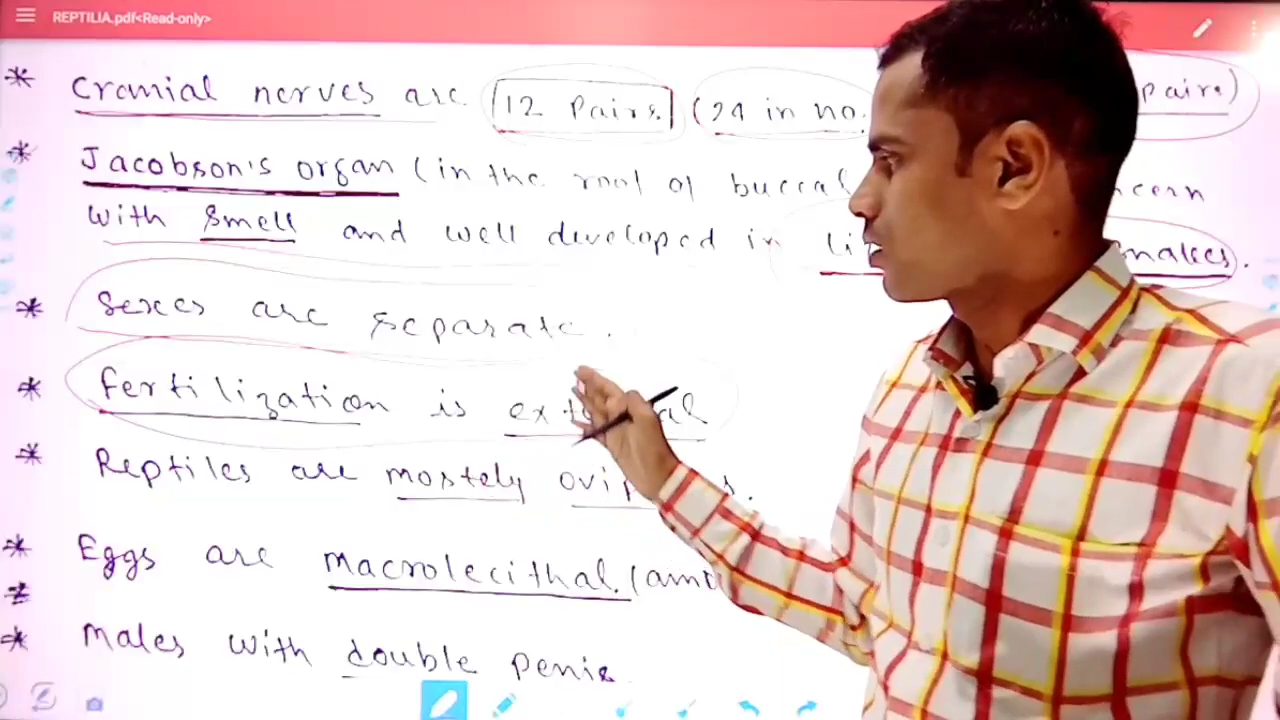 REPTILIA.pdf<Read-only>
* Cranial nerves are 12 Pairs. (24 in no. pairs)
* Jacobson's organ (in the roof of buccal
with smell and well developed in
* Sexes are separate.
* Fertilization is
* Reptiles are mostely
* Eggs are macrolecithal. (
* Males with double penis